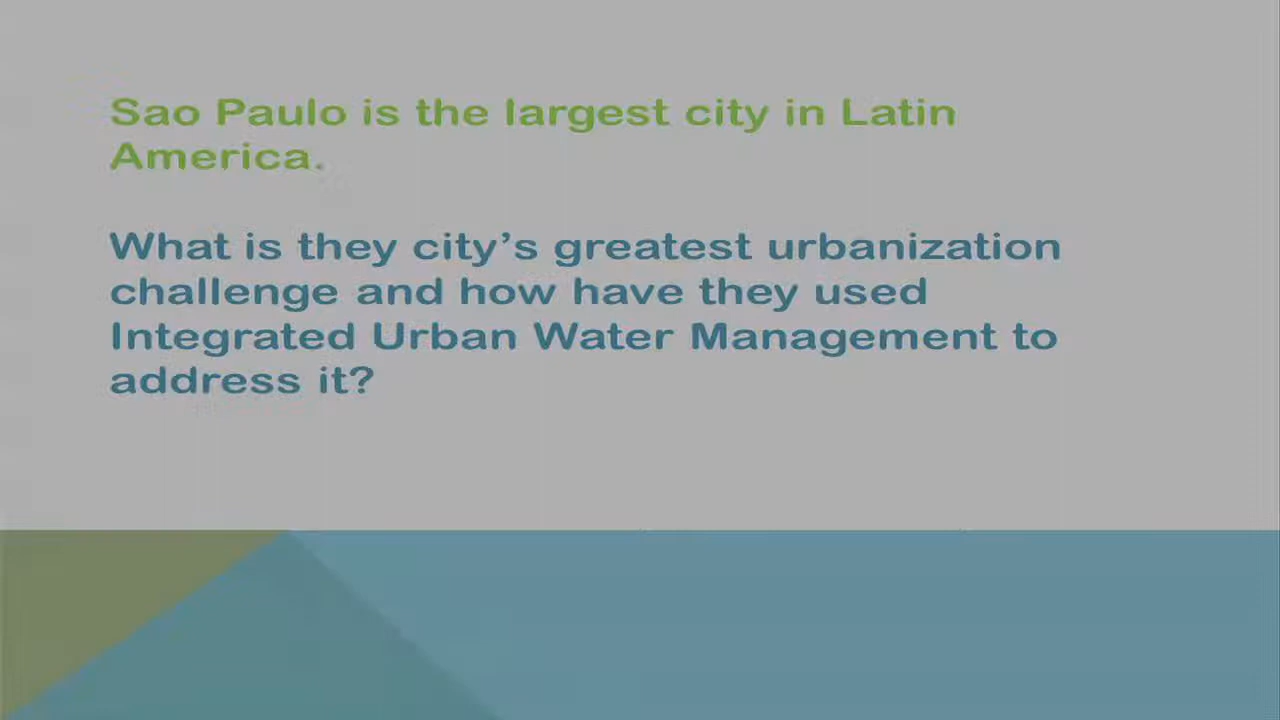 Sao Paulo is the largest city in Latin
America.
What is they city’s greatest urbanization
challenge and how have they used
Integrated Urban Water Management to
address it?